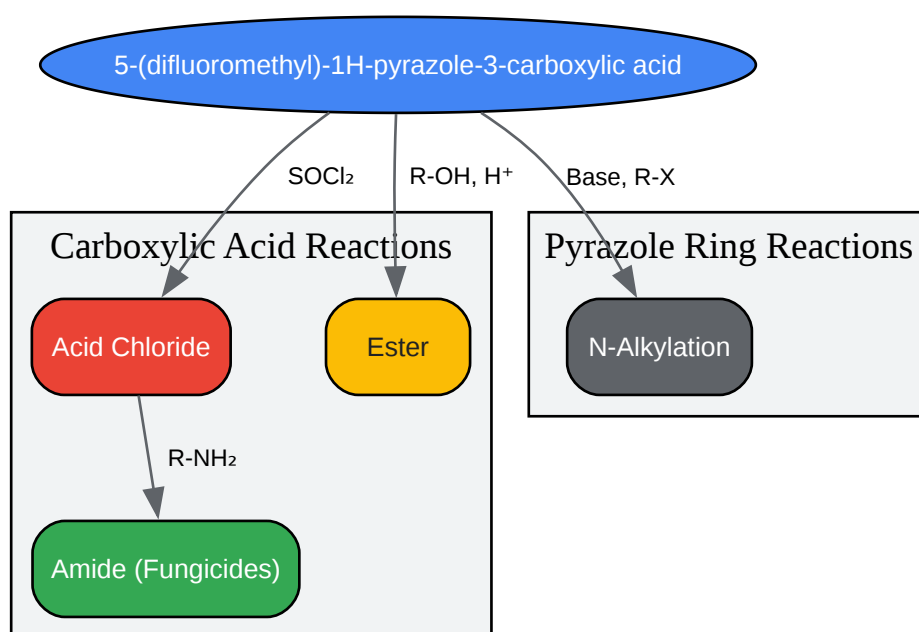 5-(difluoromethyl)-1H-pyrazole-3-carboxylic acid
SOCl₂
R-OH, H⁺
Base, R-X
Carboxylic Acid Reactions
Pyrazole Ring Reactions
Acid Chloride
Ester
N-Alkylation
R-NH₂
Amide (Fungicides)